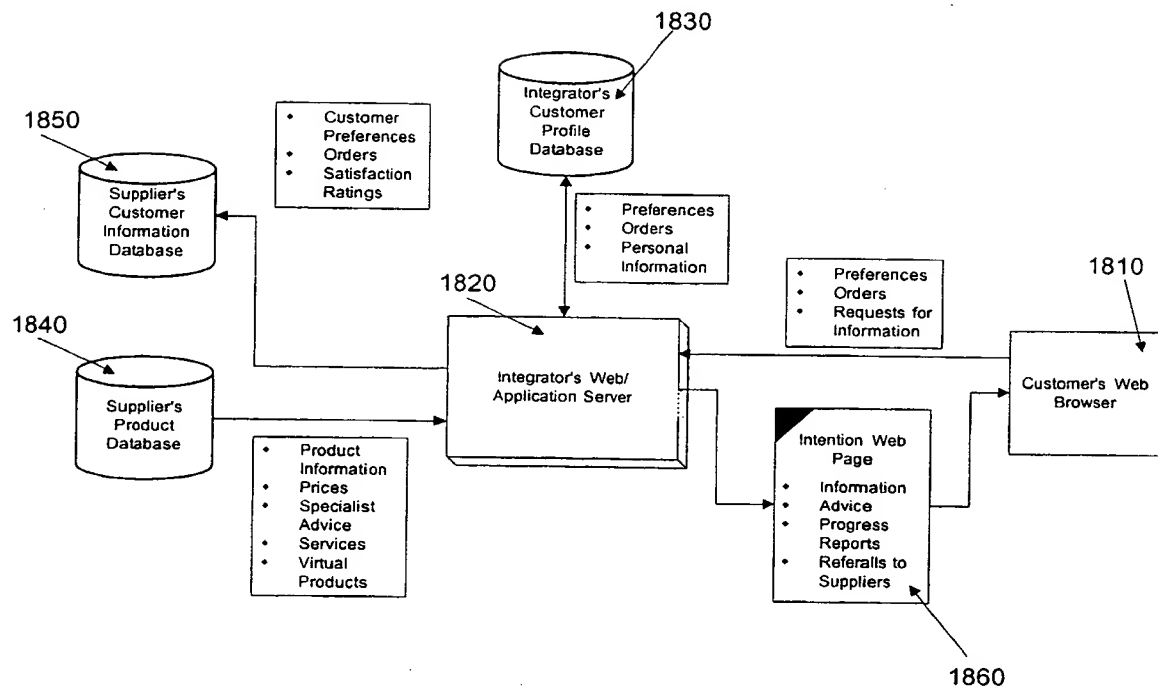 1830
Integrator's
Customer
Profile
Database
1850
• Customer
Preferences
• Orders
• Satisfaction
Ratings
Supplier's
Customer
Information
Database
• Preferences
• Orders
• Personal
Information
1820
• Preferences
• Orders
• Requests for
Information
1810
1840
Integrator's Web/
Application Server
Customer's Web
Browser
Supplier's
Product
Database
• Product
Information
• Prices
• Specialist
Advice
• Services
• Virtual
Products
Intention Web
Page
• Information
• Advice
• Progress
Reports
• Referalls to
Suppliers
1860